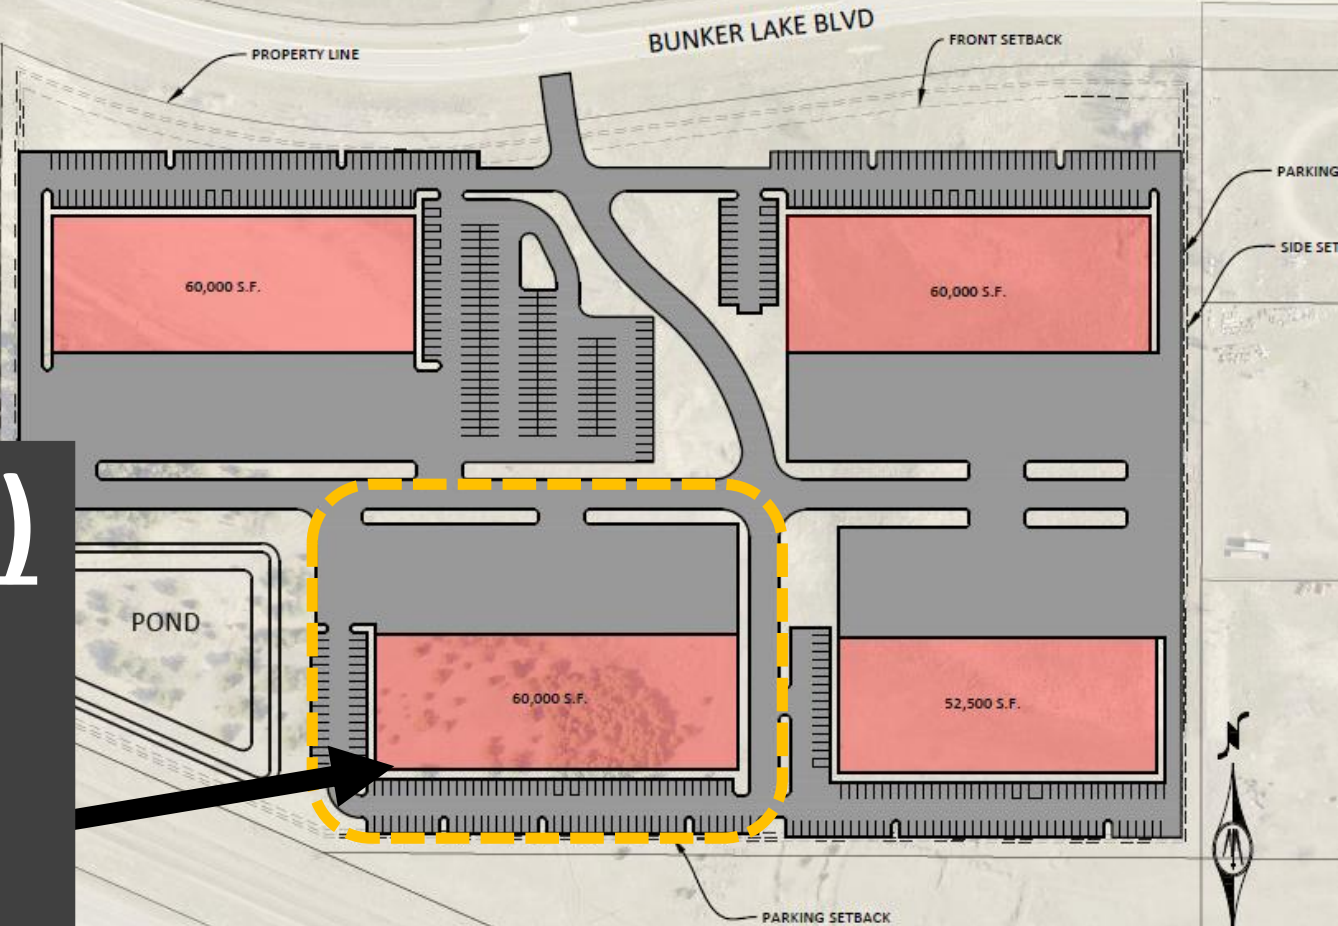 BUNKER LAKE BLVD
PROPERTY LINE
FRONT SETBACK
PARKING
SIDE SET
60,000 S.F.
60,000 S.F.
)
POND
60,000 S.F.
52,500 S.F.
N
PARKING SETBACK